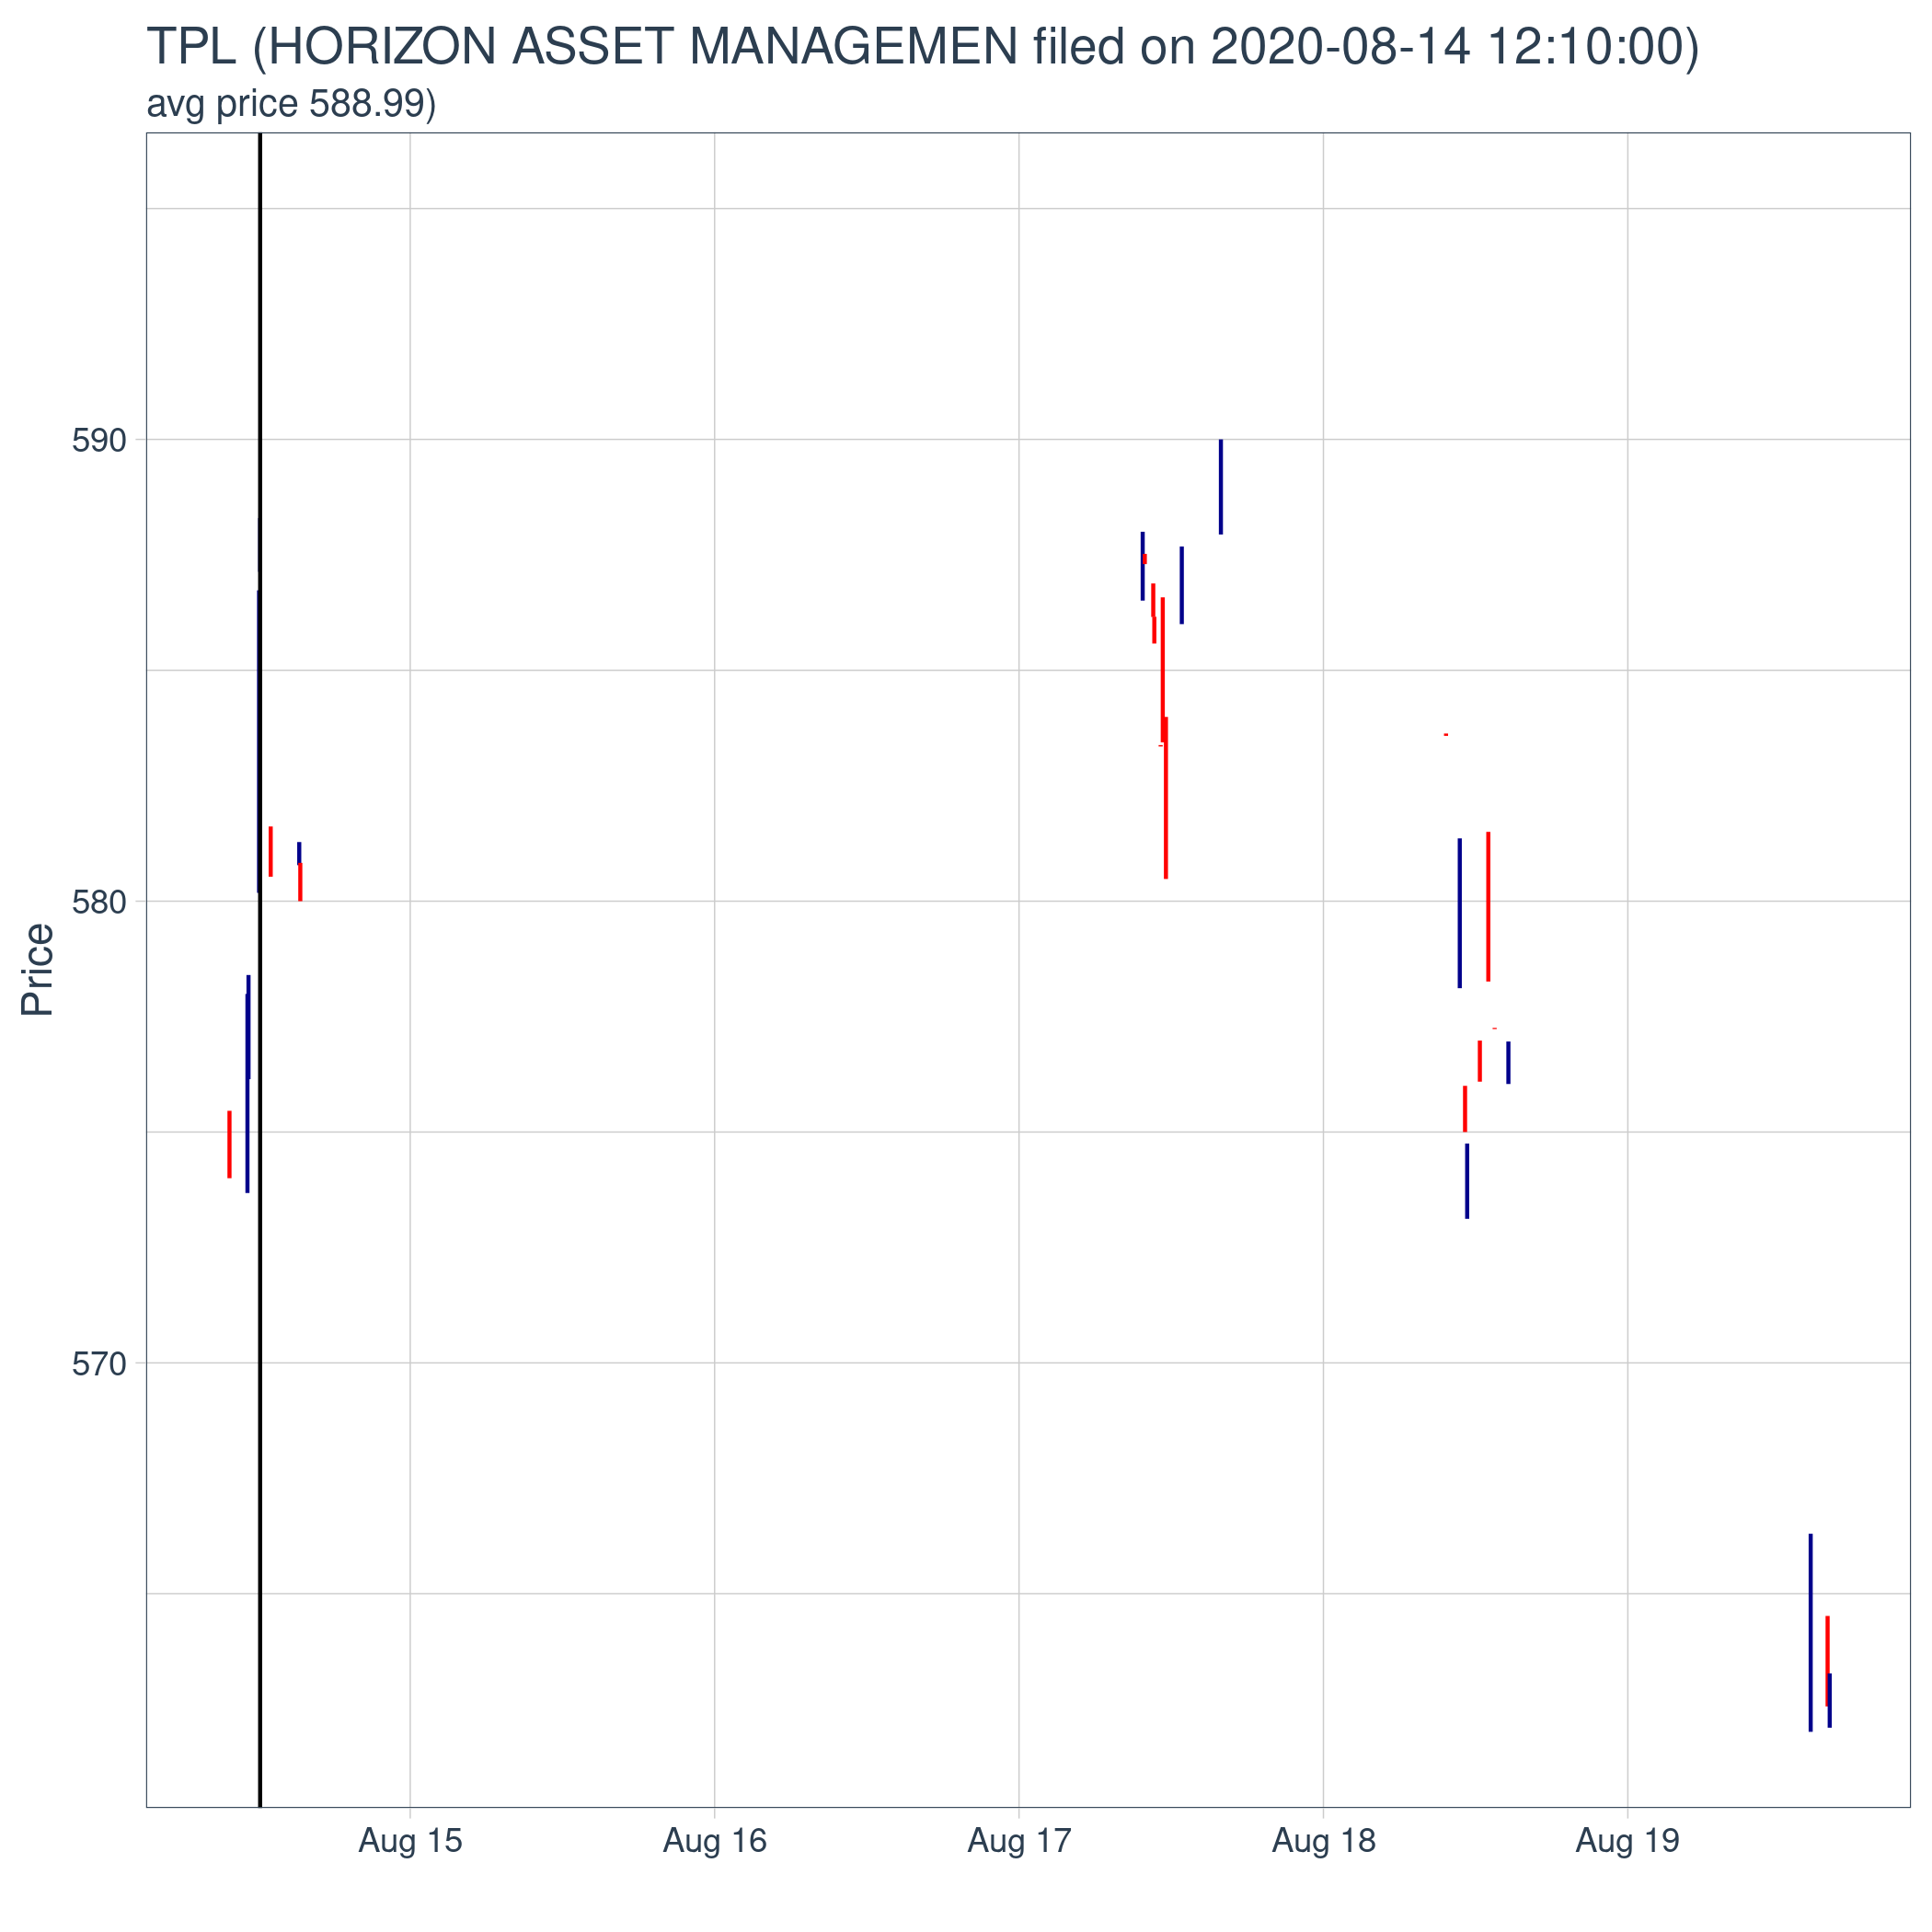 TPL (HORIZON ASSET MANAGEMEN filed on 2020-08-14 12:10:00)
avg price 588.99)
590
580
570
Price
Aug 15
Aug 16
Aug 17
Aug 18
Aug 19